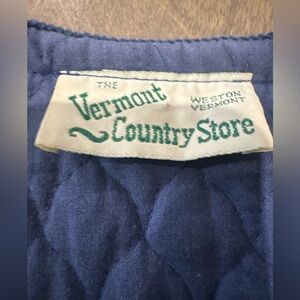 THE
Vermont
WESTON
VERMONT
Country Store